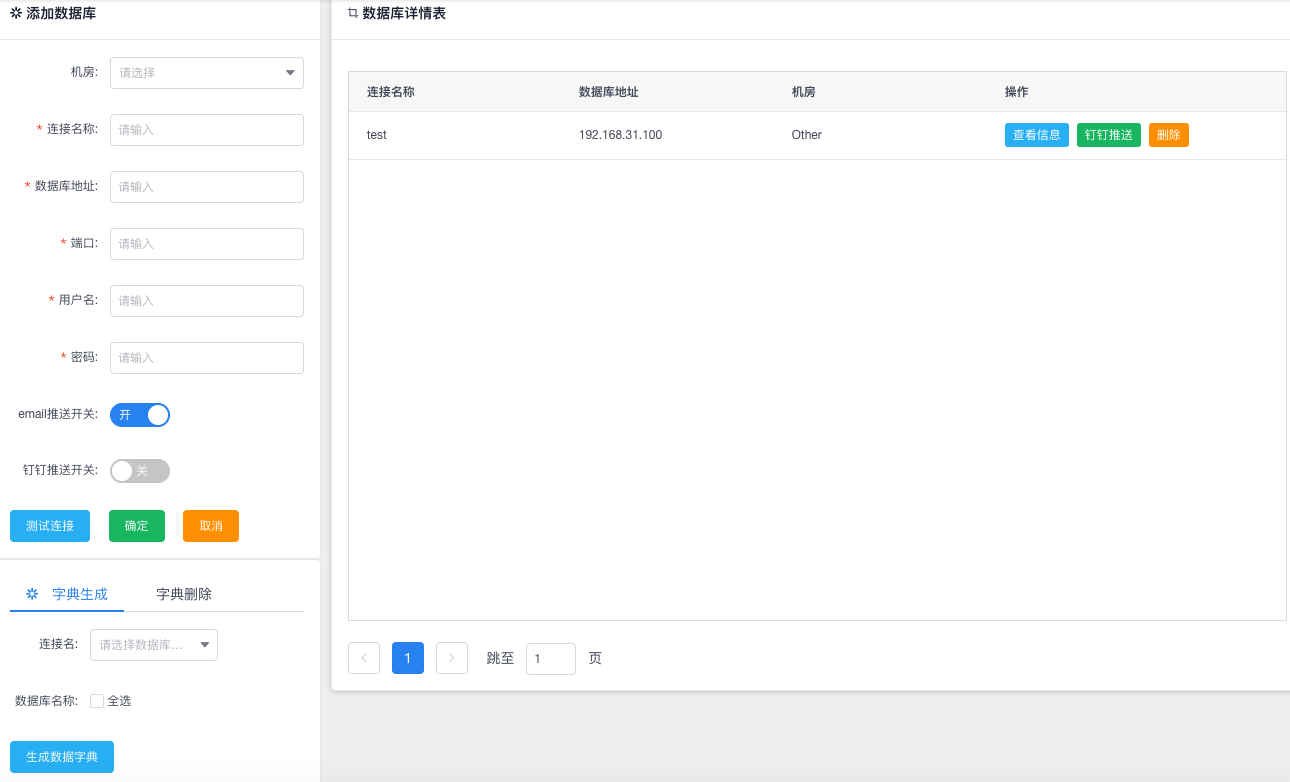 添加数据库
机房: 请选择
* 连接名称: 请输入
* 数据库地址: 请输入
* 端口: 请输入
* 用户名: 请输入
* 密码: 请输入
email推送开关: 开
钉钉推送开关: 关
测试连接 确定 取消
字典生成 字典删除
连接名: 请选择数据库...
数据库名称: 全选
生成数据字典
数据库详情表
连接名称 数据库地址 机房 操作
test 192.168.31.100 Other 查看信息 钉钉推送 删除
< 1 > 跳至 1 页